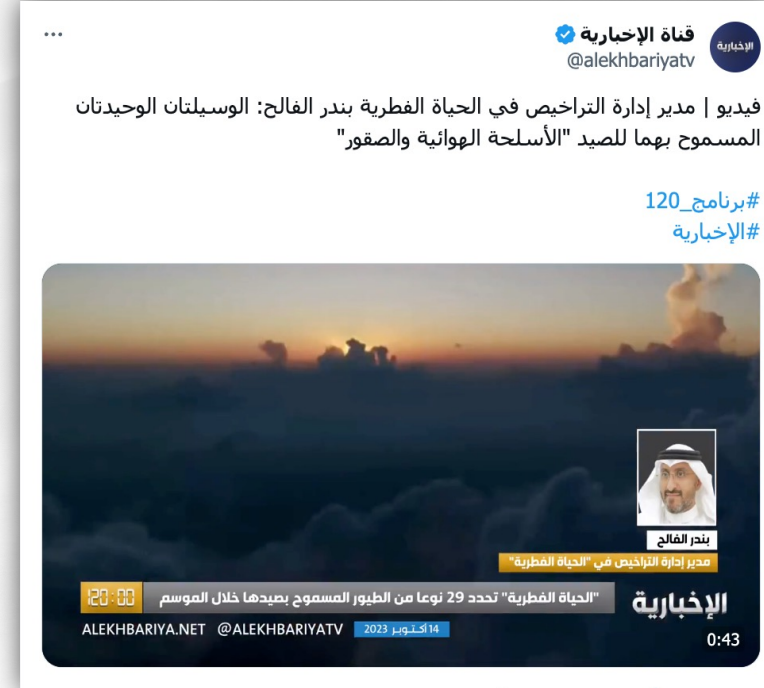 قناة الإخبارية
@alekhbariyatv
الإخبارية
فيديو | مدير إدارة التراخيص في الحياة الفطرية بندر الفالح: الوسيلتان الوحيدتان
المسموح بهما للصيد "الأسلحة الهوائية والصقور"
#برنامج_120
#الإخبارية
بندر الفالح
مدير إدارة التراخيص في "الحياة الفطرية"
الإخبارية
"الحياة الفطرية" تحدد 29 نوعا من الطيور المسموح بصيدها خلال الموسم
120:00
ALEKHBARIYA.NET @ALEKHBARIYATV 14 أكتوبر 2023
0:43